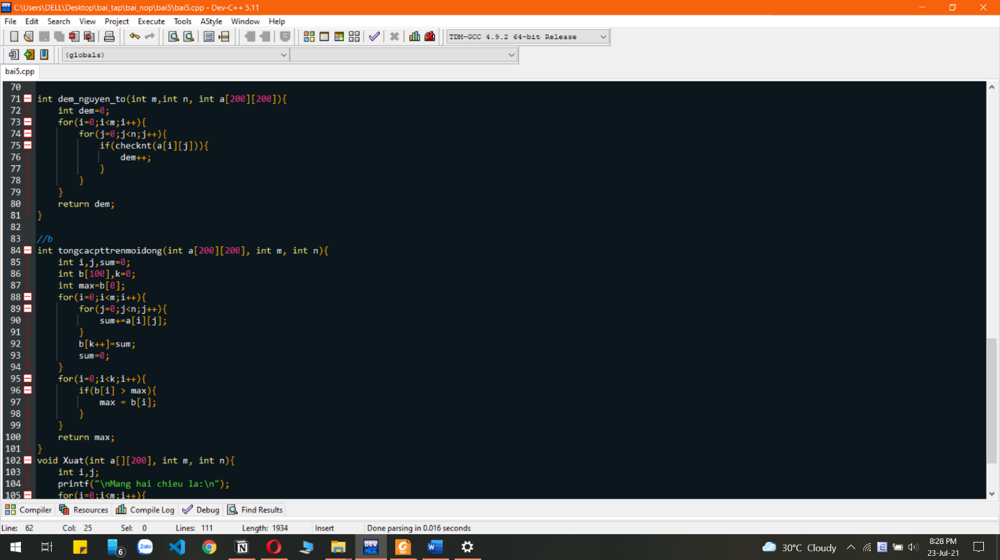 C:\Users\DELL\Desktop\bai_tap\bai_nop\bai5\bai5.cpp - Dev-C++ 5.11
File Edit Search View Project Execute Tools AStyle Window Help
TDM-GCC 4.9.2 64-bit Release
(globals)
bai5.cpp
70
71 int dem_nguyen_to(int m,int n, int a[200][200]){
72     int dem=0;
73     for(i=0;i<m;i++){
74         for(j=0;j<n;j++){
75             if(checknt(a[i][j])){
76                 dem++;
77             }
78         }
79     }
80     return dem;
81 }
82
83 //b
84 int tongcacpttrenmoidong(int a[200][200], int m, int n){
85     int i,j,sum=0;
86     int b[100],k=0;
87     int max=b[0];
88     for(i=0;i<m;i++){
89         for(j=0;j<n;j++){
90             sum+=a[i][j];
91         }
92         b[k++]=sum;
93         sum=0;
94     }
95     for(i=0;i<k;i++){
96         if(b[i] > max){
97             max = b[i];
98         }
99     }
100     return max;
101 }
102 void Xuat(int a[][200], int m, int n){
103     int i,j;
104     printf("\nMang hai chieu la:\n");
105     for(i=0;i<m;i++){
Compiler Resources Compile Log Debug Find Results
Line: 62 Col: 25 Sel: 0 Lines: 111 Length: 1934 Insert Done parsing in 0.016 seconds
6 Zalo N DEV PDF W 30°C Cloudy 8:28 PM
23-Jul-21